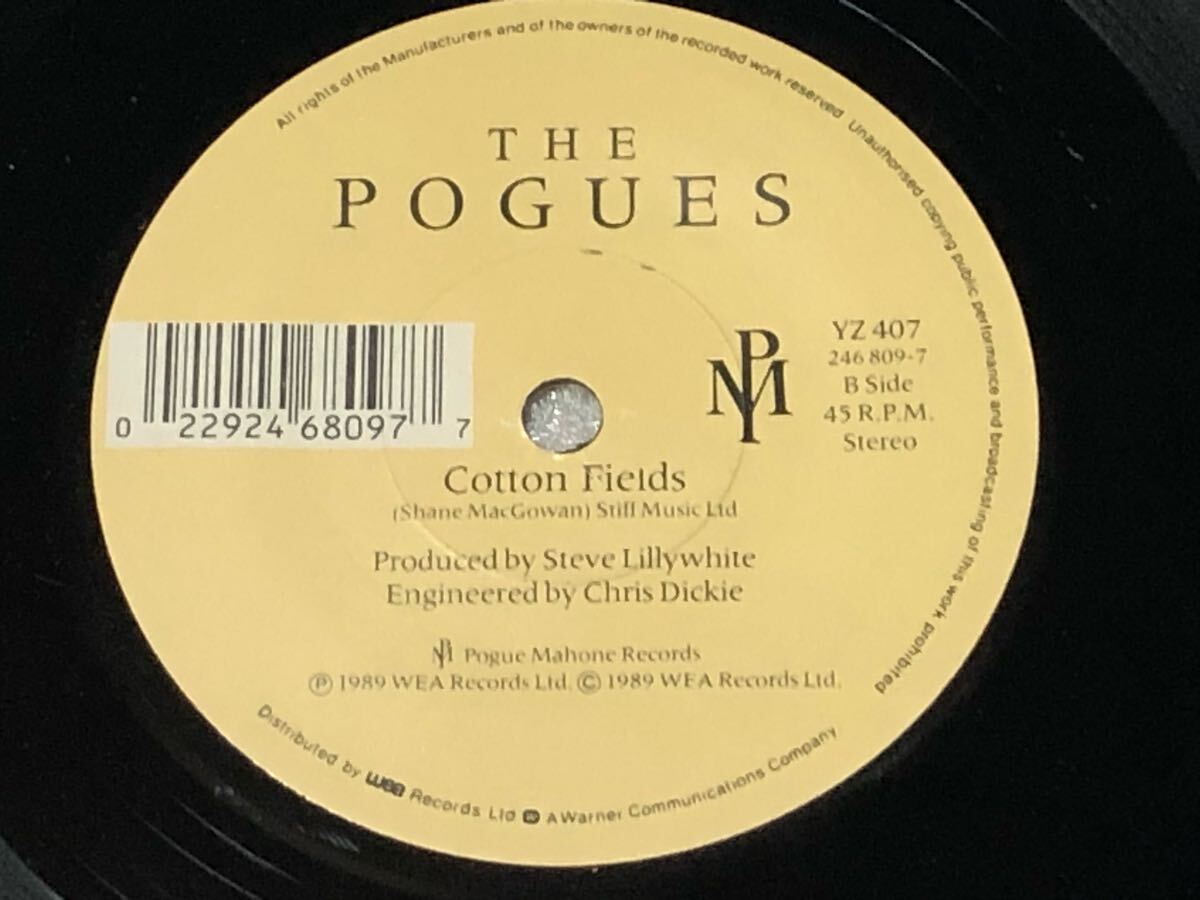 All rights of the Manufacturers and of the owners of the recorded work reserved Unauthorised copying public performance and broadcasting of this work prohibited
THE
POGUES
YZ 407
246 809-7
B Side
45 R.P.M.
Stereo
PM
0 22924 68097 7
Cotton Fields
(Shane MacGowan) Stiff Music Ltd
Produced by Steve Lillywhite
Engineered by Chris Dickie
PM Pogue Mahone Records
Ⓟ 1989 WEA Records Ltd. © 1989 WEA Records Ltd.
Distributed by wea Records Ltd A Warner Communications Company